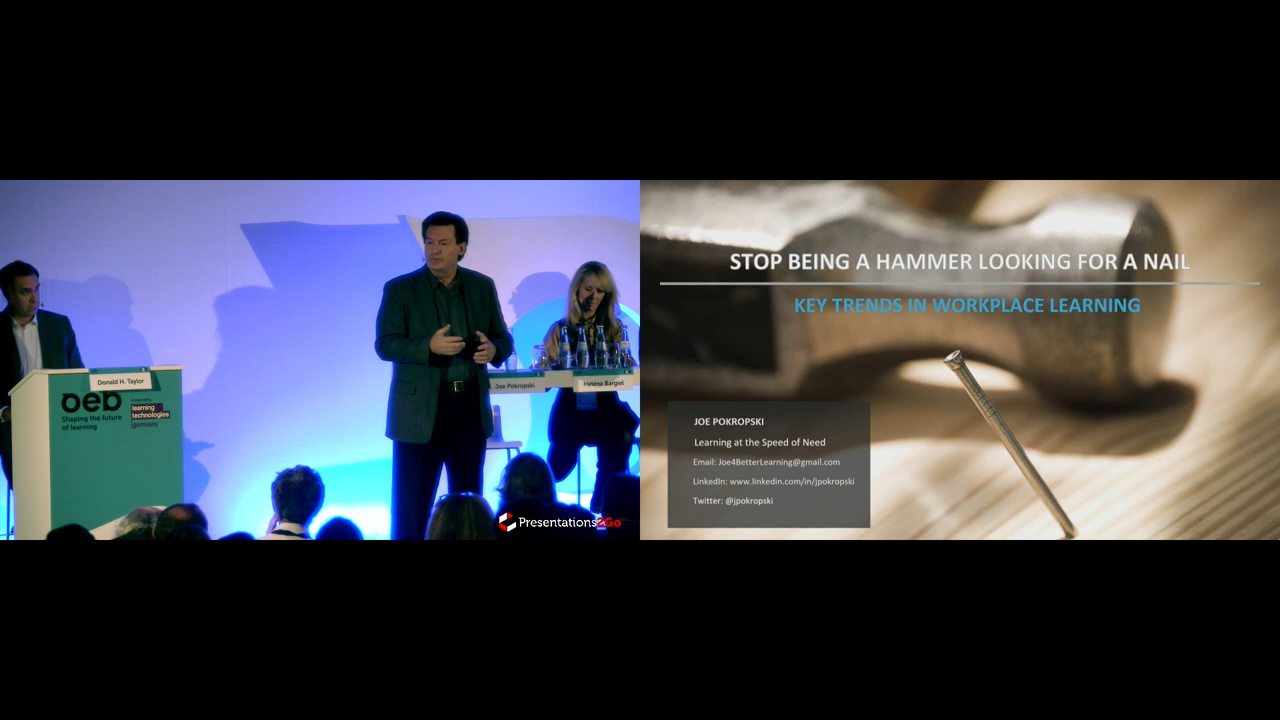 Donald H. Taylor
oeb
Shaping the future
of learning
incorporating
learning
technologies
germany
Joe Pokropski
Helena Bargiel
Presentations2Go
STOP BEING A HAMMER LOOKING FOR A NAIL
KEY TRENDS IN WORKPLACE LEARNING
JOE POKROPSKI
Learning at the Speed of Need
Email: Joe4BetterLearning@gmail.com
LinkedIn: www.linkedin.com/in/jpokropski
Twitter: @jpokropski